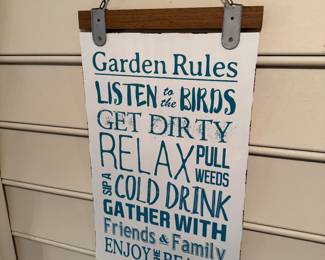 Garden Rules
LISTEN to the BIRDS
GET DIRTY
RELAX PULL WEEDS
SIP A COLD DRINK
GATHER WITH
Friends & Family
ENJOY THE